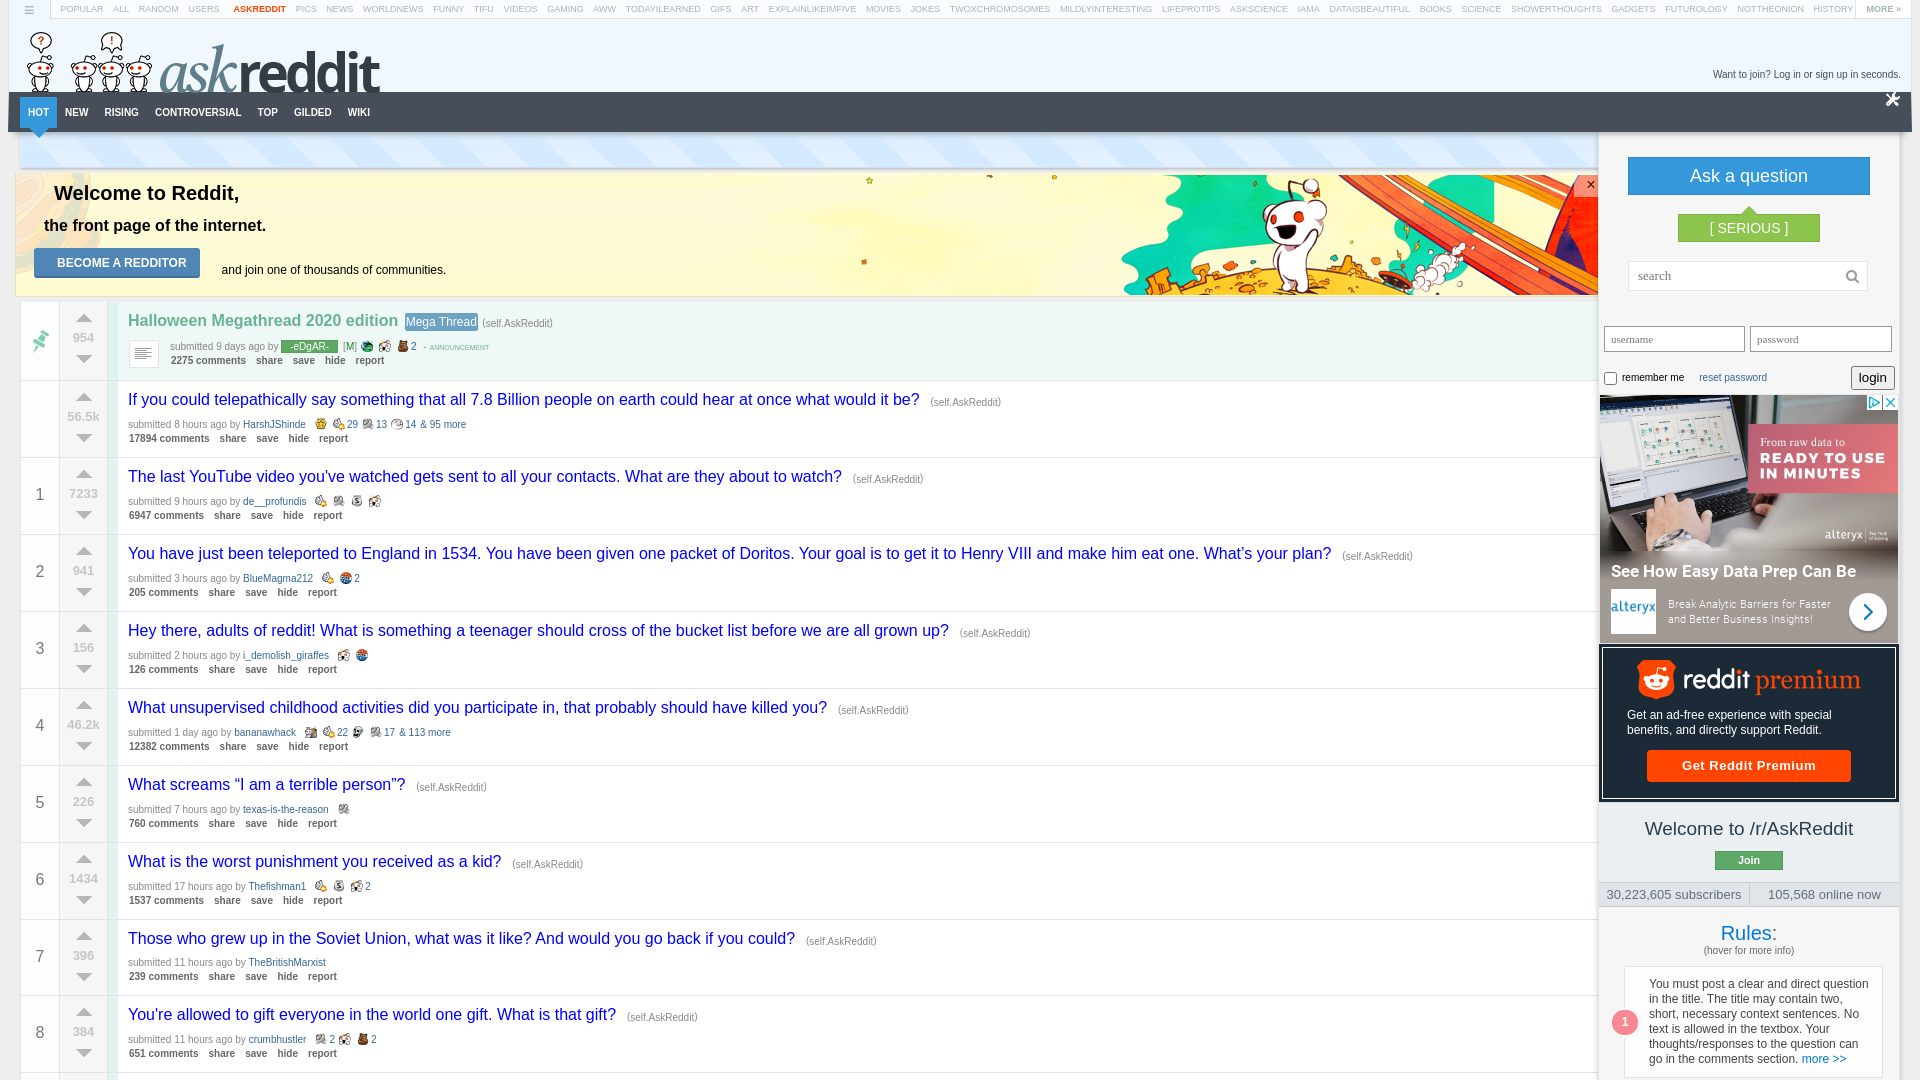 ≡ POPULAR ALL RANDOM USERS ASKREDDIT PICS NEWS WORLDNEWS FUNNY TIFU VIDEOS GAMING AWW TODAYILEARNED GIFS ART EXPLAINLIKEIMFIVE MOVIES JOKES TWOXCHROMOSOMES MILDLYINTERESTING LIFEPROTIPS ASKSCIENCE IAMA DATAISBEAUTIFUL BOOKS SCIENCE SHOWERTHOUGHTS GADGETS FUTUROLOGY NOTTHEONION HISTORY MORE »
? !
askreddit
Want to join? Log in or sign up in seconds.
HOT NEW RISING CONTROVERSIAL TOP GILDED WIKI
Welcome to Reddit,
the front page of the internet.
BECOME A REDDITOR and join one of thousands of communities.
×
954
Halloween Megathread 2020 edition Mega Thread (self.AskReddit)
submitted 9 days ago by -eDgAR- [M] 2 - ANNOUNCEMENT
2275 comments share save hide report
56.5k
If you could telepathically say something that all 7.8 Billion people on earth could hear at once what would it be? (self.AskReddit)
submitted 8 hours ago by HarshJShinde 29 13 14 & 95 more
17894 comments share save hide report
1
7233
The last YouTube video you've watched gets sent to all your contacts. What are they about to watch? (self.AskReddit)
submitted 9 hours ago by de__profundis
6947 comments share save hide report
2
941
You have just been teleported to England in 1534. You have been given one packet of Doritos. Your goal is to get it to Henry VIII and make him eat one. What’s your plan? (self.AskReddit)
submitted 3 hours ago by BlueMagma212 2
205 comments share save hide report
3
156
Hey there, adults of reddit! What is something a teenager should cross of the bucket list before we are all grown up? (self.AskReddit)
submitted 2 hours ago by i_demolish_giraffes
126 comments share save hide report
4
46.2k
What unsupervised childhood activities did you participate in, that probably should have killed you? (self.AskReddit)
submitted 1 day ago by bananawhack 22 17 & 113 more
12382 comments share save hide report
5
226
What screams “I am a terrible person”? (self.AskReddit)
submitted 7 hours ago by texas-is-the-reason
760 comments share save hide report
6
1434
What is the worst punishment you received as a kid? (self.AskReddit)
submitted 17 hours ago by Thefishman1 2
1537 comments share save hide report
7
396
Those who grew up in the Soviet Union, what was it like? And would you go back if you could? (self.AskReddit)
submitted 11 hours ago by TheBritishMarxist
239 comments share save hide report
8
384
You're allowed to gift everyone in the world one gift. What is that gift? (self.AskReddit)
submitted 11 hours ago by crumbhustler 2 2
651 comments share save hide report
Ask a question
[ SERIOUS ]
search
username password
remember me reset password login
From raw data to
READY TO USE
IN MINUTES
alteryx
See How Easy Data Prep Can Be
alteryx
Break Analytic Barriers for Faster
and Better Business Insights!
reddit premium
Get an ad-free experience with special
benefits, and directly support Reddit.
Get Reddit Premium
Welcome to /r/AskReddit
Join
30,223,605 subscribers 105,568 online now
Rules:
(hover for more info)
1
You must post a clear and direct question
in the title. The title may contain two,
short, necessary context sentences. No
text is allowed in the textbox. Your
thoughts/responses to the question can
go in the comments section. more >>